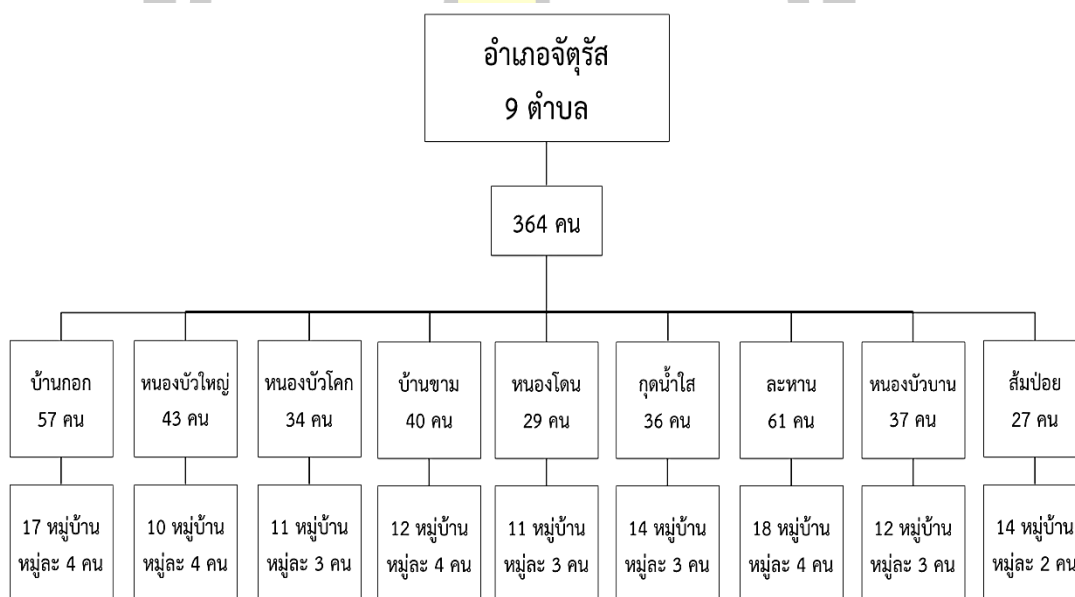 อำเภอจัตุรัส
9 ตำบล
364 คน
บ้านกอก
57 คน
หนองบัวใหญ่
43 คน
หนองบัวโคก
34 คน
บ้านขาม
40 คน
หนองโดน
29 คน
กุดน้ำใส
36 คน
ละหาน
61 คน
หนองบัวบาน
37 คน
ส้มป่อย
27 คน
17 หมู่บ้าน
หมู่ละ 4 คน
10 หมู่บ้าน
หมู่ละ 4 คน
11 หมู่บ้าน
หมู่ละ 3 คน
12 หมู่บ้าน
หมู่ละ 4 คน
11 หมู่บ้าน
หมู่ละ 3 คน
14 หมู่บ้าน
หมู่ละ 3 คน
18 หมู่บ้าน
หมู่ละ 4 คน
12 หมู่บ้าน
หมู่ละ 3 คน
14 หมู่บ้าน
หมู่ละ 2 คน